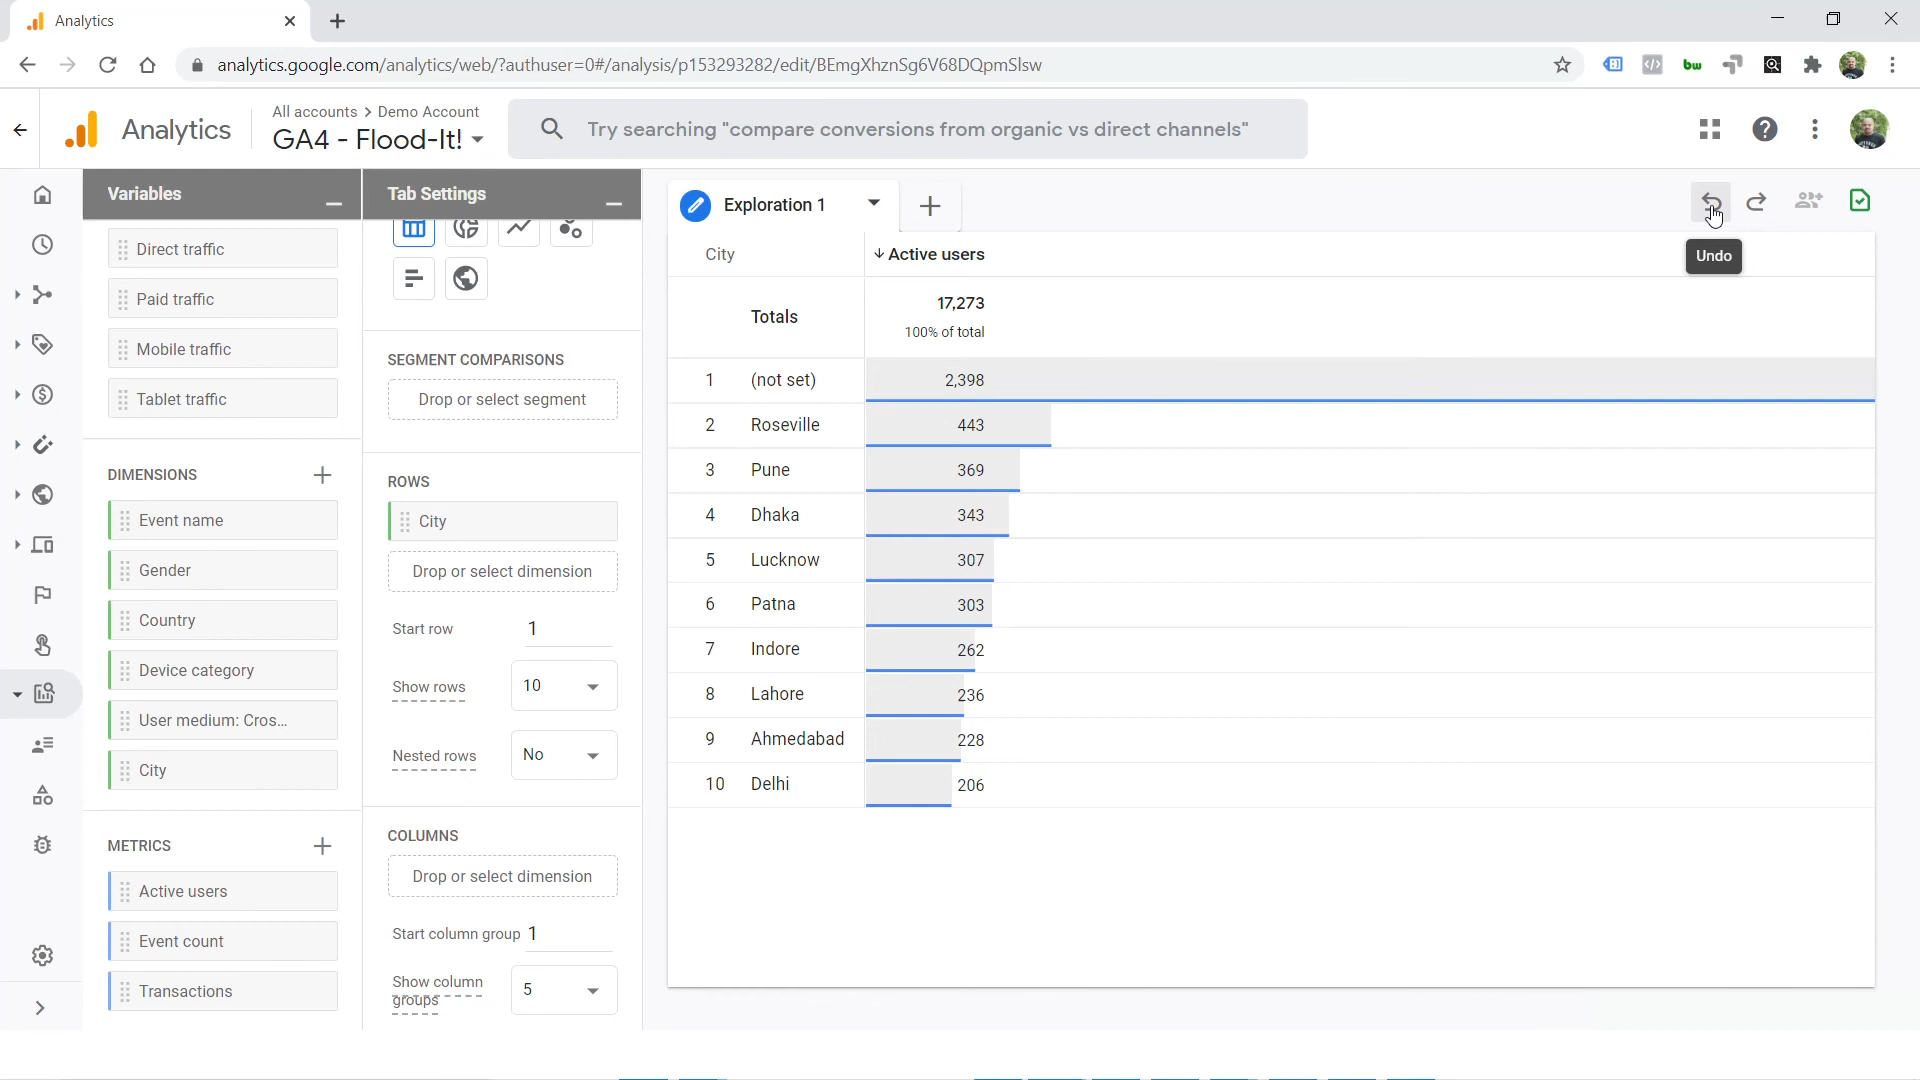 Analytics
analytics.google.com/analytics/web/?authuser=0#/analysis/p153293282/edit/BEmgXhznSg6V68DQpmSlsw
bw
Analytics
All accounts > Demo Account
GA4 - Flood-It!
Try searching "compare conversions from organic vs direct channels"
Variables
Direct traffic
Paid traffic
Mobile traffic
Tablet traffic
DIMENSIONS
Event name
Gender
Country
Device category
User medium: Cros...
City
METRICS
Active users
Event count
Transactions
Tab Settings
SEGMENT COMPARISONS
Drop or select segment
ROWS
City
Drop or select dimension
Start row 1
Show rows 10
Nested rows No
COLUMNS
Drop or select dimension
Start column group 1
Show column
groups 5
Exploration 1
Undo
City Active users
Totals 17,273
100% of total
1 (not set) 2,398
2 Roseville 443
3 Pune 369
4 Dhaka 343
5 Lucknow 307
6 Patna 303
7 Indore 262
8 Lahore 236
9 Ahmedabad 228
10 Delhi 206